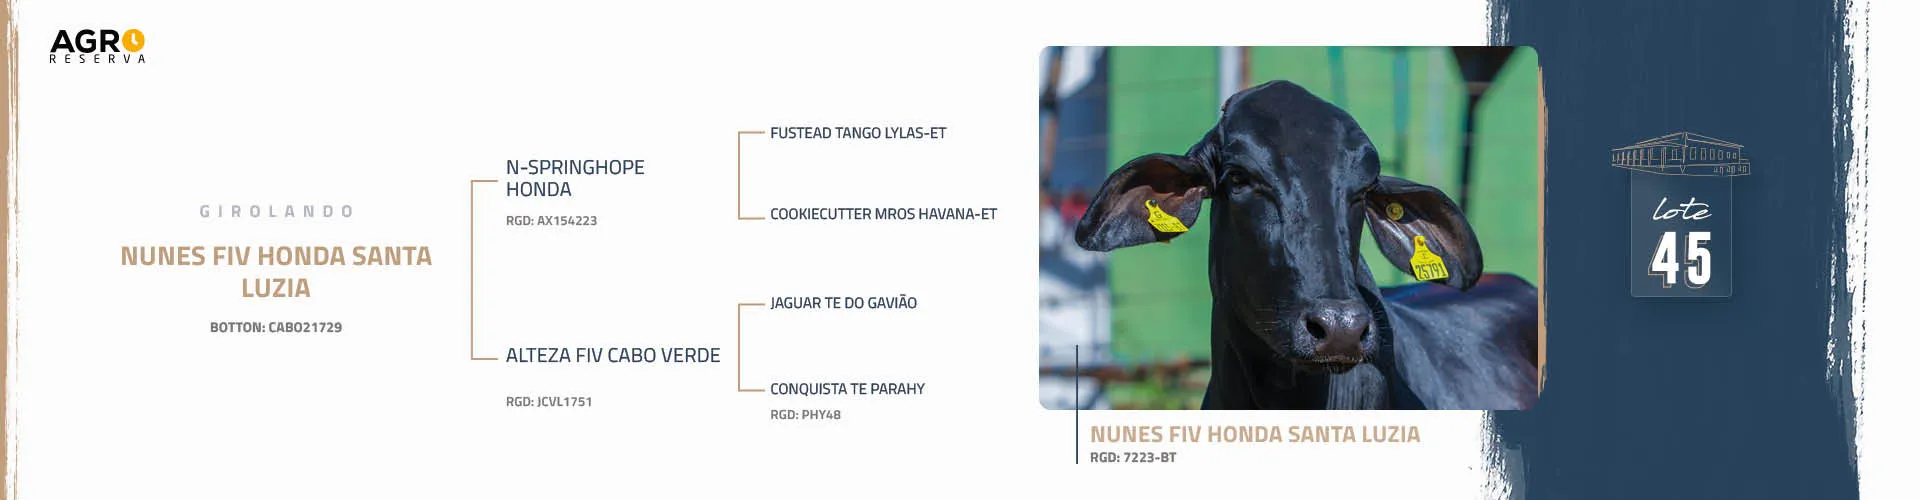 AGRO
RESERVA
GIROLANDO
NUNES FIV HONDA SANTA
LUZIA
BOTTON: CABO21729
N-SPRINGHOPE
HONDA
RGD: AX154223
ALTEZA FIV CABO VERDE
RGD: JCVL1751
FUSTEAD TANGO LYLAS-ET
COOKIECUTTER MROS HAVANA-ET
JAGUAR TE DO GAVIÃO
CONQUISTA TE PARAHY
RGD: PHY48
25791
NUNES FIV HONDA SANTA LUZIA
RGD: 7223-BT
lote
45